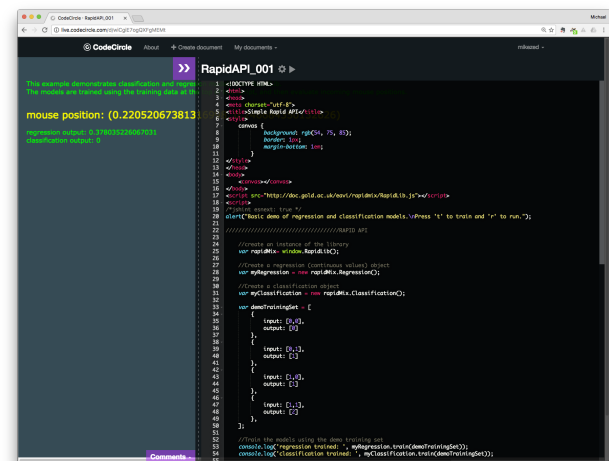 CodeCircle - RapidAPI_001
Michael
live.codecircle.com/d/wiCgi67ogQXFgMSMt
CodeCircle About + Create document My documents mikezed
RapidAPI_001
This example demonstrates classification and regres
The models are trained using the training data at th
mouse position: (0.220520673813
regression output: 0.378035226067031
classification output: 0
1 <!DOCTYPE HTML>
2 <html>
3 <head>
4 <meta charset="utf-8">
5 <title>Simple Rapid API</title>
6 <style>
7 canvas {
8 background: rgb(54, 75, 85);
9 border: 1px;
10 margin-bottom: 1em;
11 }
12 </style>
13 </head>
14 <body>
15 <canvas></canvas>
16 </body>
17 <script src="http://doc.gold.ac.uk/eavi/rapidmix/RapidLib.js"></script>
18 <script>
19 /*jshint esnext: true */
20 alert("Basic demo of regression and classification models.\nPress 't' to train and 'r' to run.");
21
22 ///////////////////////////////////RAPID API
23
24 //create an instance of the library
25 var rapidMix= window.RapidLib();
26
27 //Create a regression (continuous values) object
28 var myRegression = new rapidMix.Regression();
29
30 //Create a classification object
31 var myClassification = new rapidMix.Classification();
32
33 var demoTrainingSet = [
34 {
35 input: [0,0],
36 output: [0]
37 },
38 {
39 input: [0,1],
40 output: [1]
41 },
42 {
43 input: [1,0],
44 output: [1]
45 },
46 {
47 input: [1,1],
48 output: [2]
49 },
50 ];
51
52 //Train the models using the demo training set
53 console.log('regression trained: ', myRegression.train(demoTrainingSet));
54 console.log('classification trained: ', myClassification.train(demoTrainingSet));
55
Comments